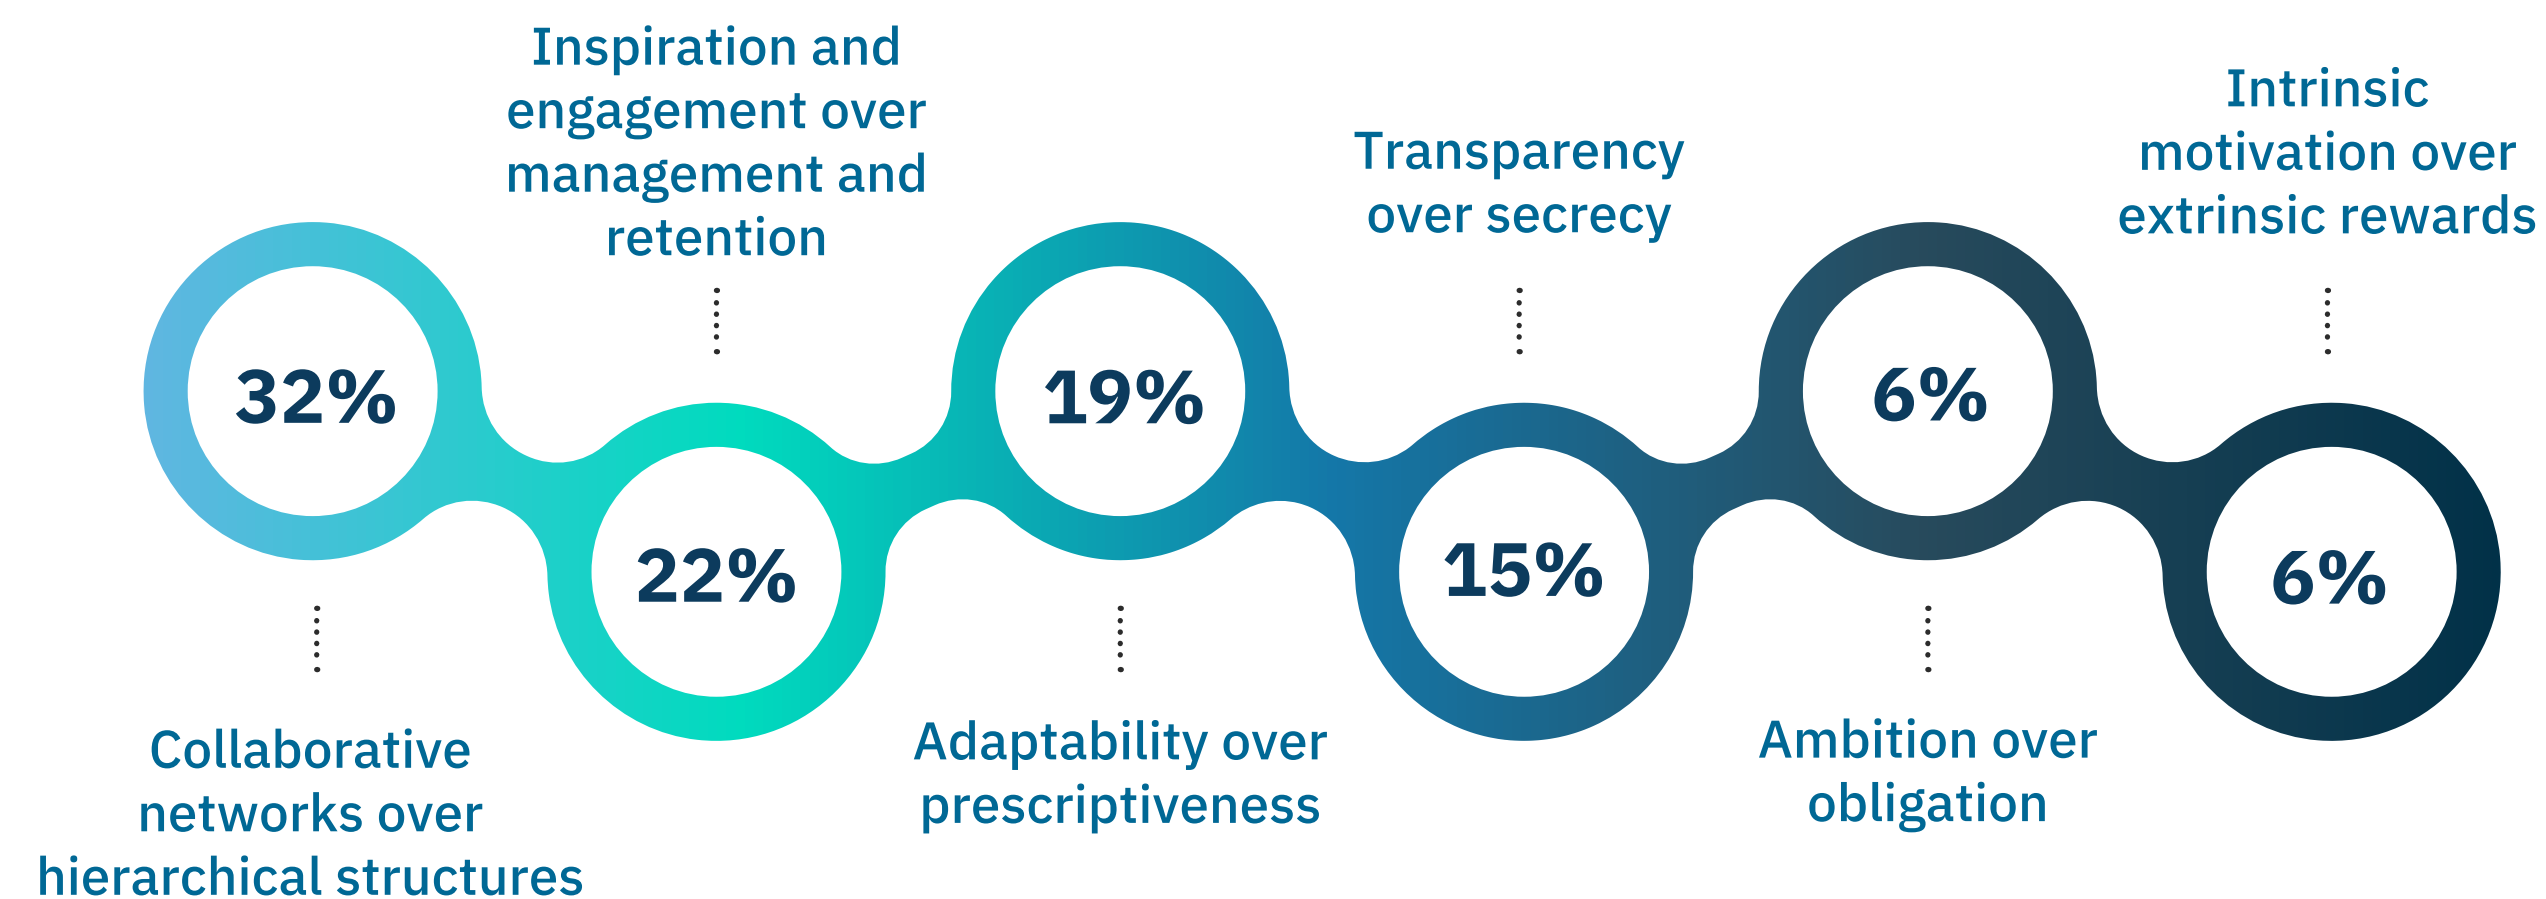 32%
Collaborative
networks over
hierarchical structures
Inspiration and
engagement over
management and
retention
22%
19%
Adaptability over
prescriptiveness
Transparency
over secrecy
15%
6%
Ambition over
obligation
Intrinsic
motivation over
extrinsic rewards
6%